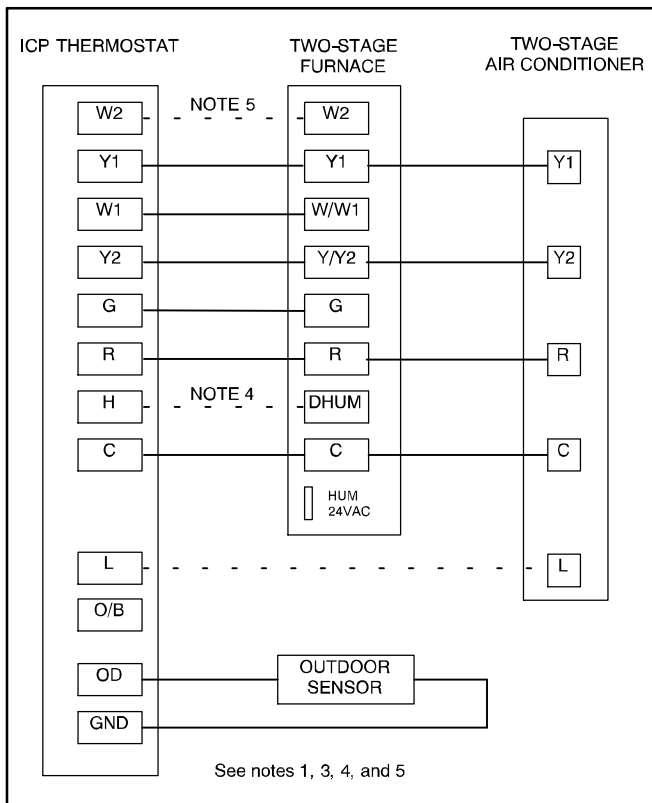 ICP THERMOSTAT
TWO-STAGE
FURNACE
TWO-STAGE
AIR CONDITIONER
W2
NOTE 5
W2
Y1
Y1
Y1
W1
W/W1
Y2
Y/Y2
Y2
G
G
R
R
R
H
NOTE 4
DHUM
C
C
C
HUM
24VAC
L
L
O/B
OD
OUTDOOR
SENSOR
GND
See notes 1, 3, 4, and 5